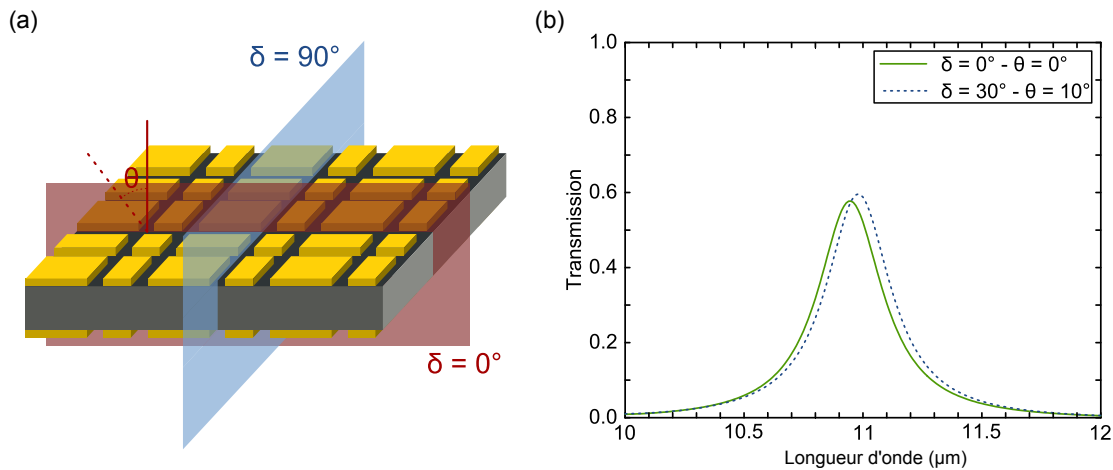 (a)
δ = 90°
θ
δ = 0°
(b)
1.0
0.8
0.6
0.4
0.2
0.0
Transmission
δ = 0° - θ = 0°
δ = 30° - θ = 10°
10
10.5
11
11.5
12
Longueur d'onde (µm)